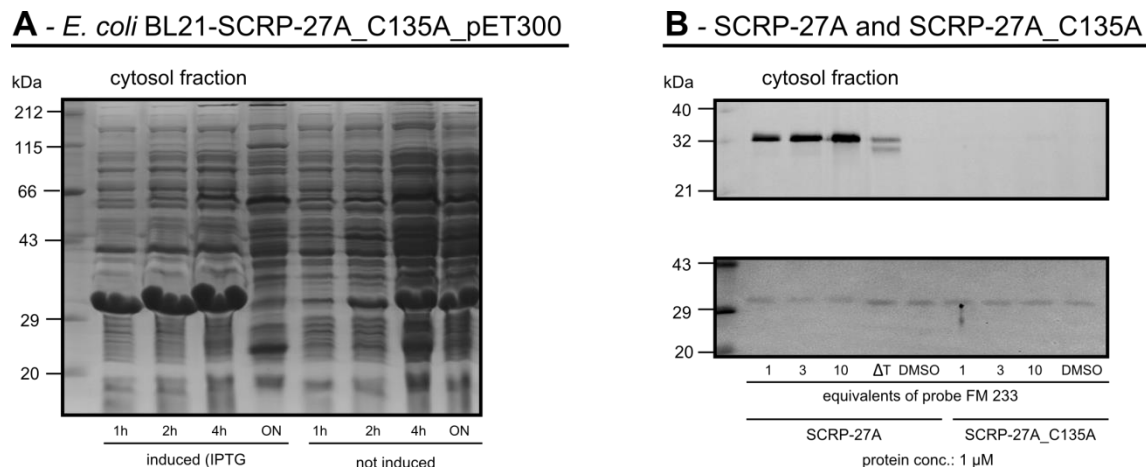 A - E. coli BL21-SCRP-27A_C135A_pET300
kDa
cytosol fraction
212
115
66
43
29
20
1h 2h 4h ON 1h 2h 4h ON
induced (IPTG
not induced
B - SCRP-27A and SCRP-27A_C135A
kDa
cytosol fraction
40
32
21
43
29
20
1 3 10 ΔT DMSO 1 3 10 DMSO
equivalents of probe FM 233
SCRP-27A
SCRP-27A_C135A
protein conc.: 1 µM